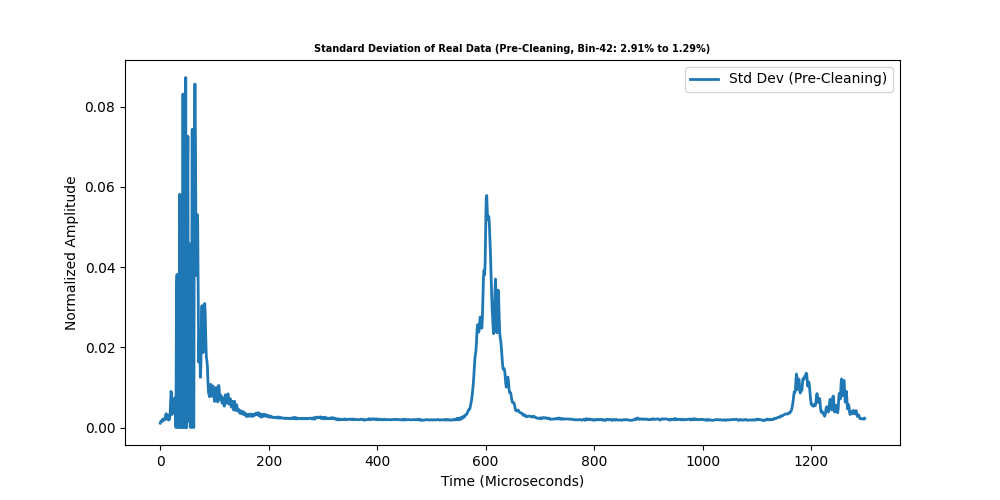 Standard Deviation of Real Data (Pre-Cleaning, Bin-42: 2.91% to 1.29%)
Std Dev (Pre-Cleaning)
Normalized Amplitude
0.08
0.06
0.04
0.02
0.00
0 200 400 600 800 1000 1200
Time (Microseconds)